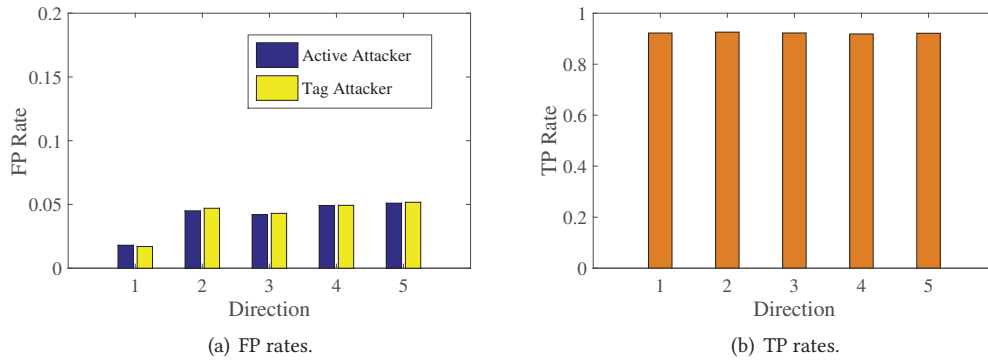 0.2
0.15
0.1
0.05
0
FP Rate
Active Attacker
Tag Attacker
1 2 3 4 5
Direction
(a) FP rates.
1
0.8
0.6
0.4
0.2
0
TP Rate
1 2 3 4 5
Direction
(b) TP rates.